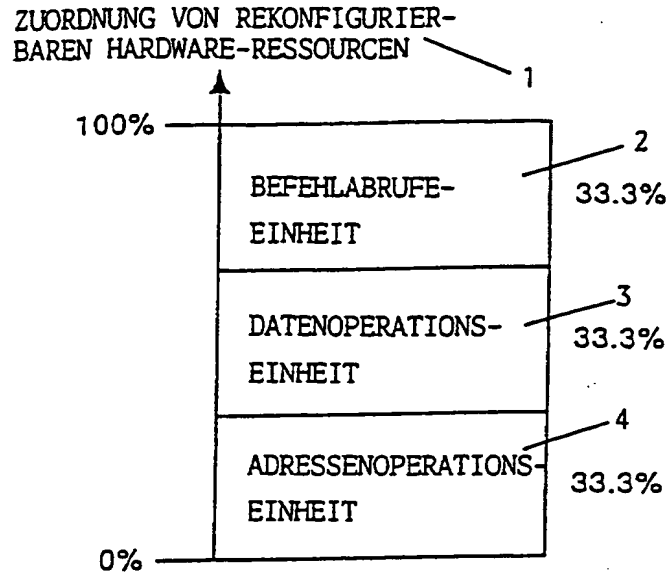 ZUORDNUNG VON REKONFIGURIER-
BAREN HARDWARE-RESSOURCEN
1
100%
2
BEFEHLABRUFE-
EINHEIT
33.3%
3
DATENOPERATIONS-
EINHEIT
33.3%
4
ADRESSENOPERATIONS-
EINHEIT
33.3%
0%